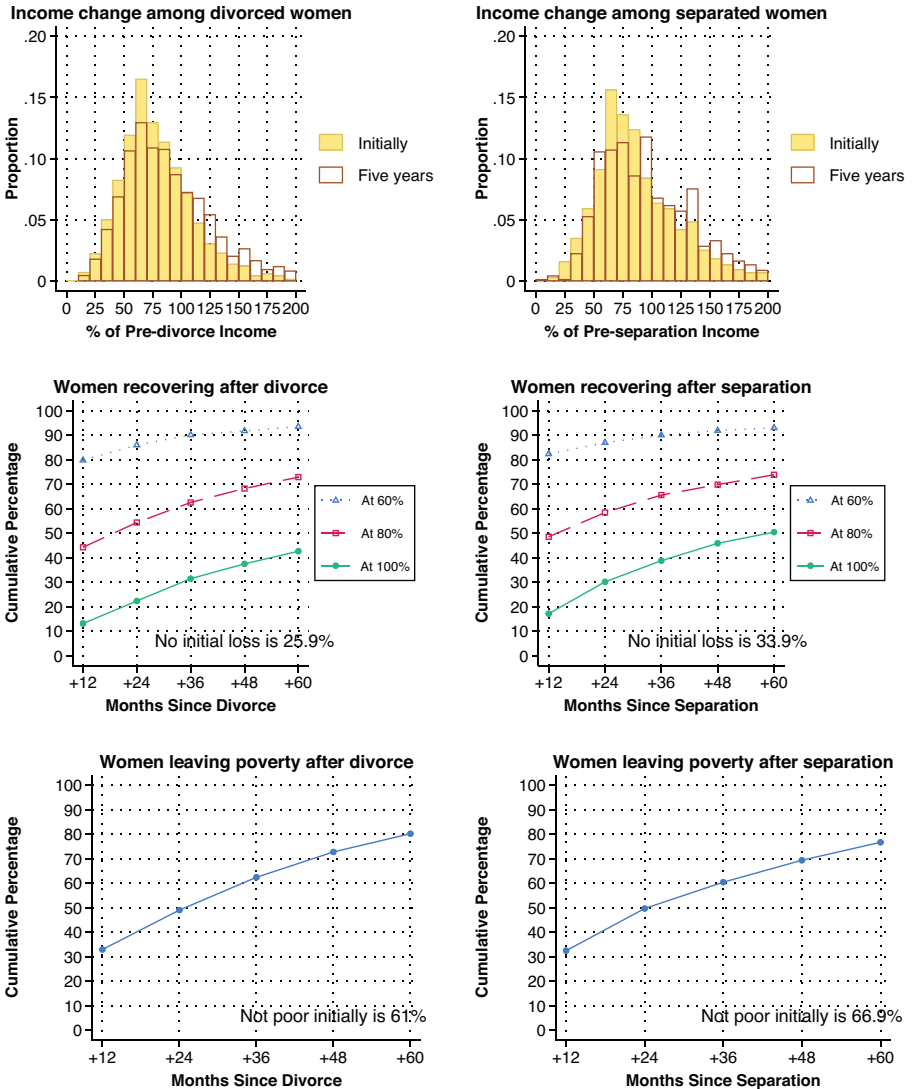 Income change among divorced women
.20
.15
.10
.05
0
Proportion
0 25 50 75 100 125 150 175 200
% of Pre-divorce Income
Initially
Five years
Income change among separated women
.20
.15
.10
.05
0
Proportion
0 25 50 75 100 125 150 175 200
% of Pre-separation Income
Initially
Five years
Women recovering after divorce
100
90
80
70
60
50
40
30
20
10
0
Cumulative Percentage
No initial loss is 25.9%
+12 +24 +36 +48 +60
Months Since Divorce
At 60%
At 80%
At 100%
Women recovering after separation
100
90
80
70
60
50
40
30
20
10
0
Cumulative Percentage
No initial loss is 33.9%
+12 +24 +36 +48 +60
Months Since Separation
At 60%
At 80%
At 100%
Women leaving poverty after divorce
100
90
80
70
60
50
40
30
20
10
0
Cumulative Percentage
Not poor initially is 61%
+12 +24 +36 +48 +60
Months Since Divorce
Women leaving poverty after separation
100
90
80
70
60
50
40
30
20
10
0
Cumulative Percentage
Not poor initially is 66.9%
+12 +24 +36 +48 +60
Months Since Separation